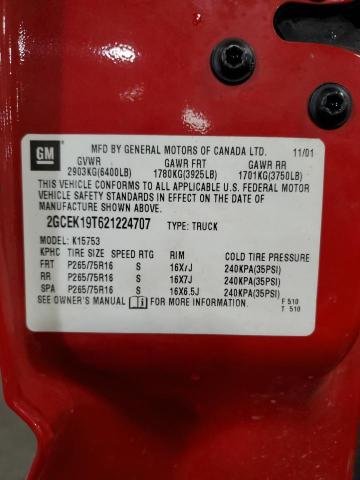 GM
MFD BY GENERAL MOTORS OF CANADA LTD. 11/01
GVWR GAWR FRT GAWR RR
2903KG(6400LB) 1780KG(3925LB) 1701KG(3750LB)
THIS VEHICLE CONFORMS TO ALL APPLICABLE U.S. FEDERAL MOTOR
VEHICLE SAFETY STANDARDS IN EFFECT ON THE DATE OF
MANUFACTURE SHOWN ABOVE.
2GCEK19T621224707 TYPE: TRUCK
MODEL: K15753
KPHC TIRE SIZE SPEED RTG RIM COLD TIRE PRESSURE
FRT P265/75R16 S 16X7J 240KPA(35PSI)
RR P265/75R16 S 16X7J 240KPA(35PSI)
SPA P265/75R16 S 16X6.5J 240KPA(35PSI)
SEE OWNER'S MANUAL FOR MORE INFORMATION. F 510
T 510